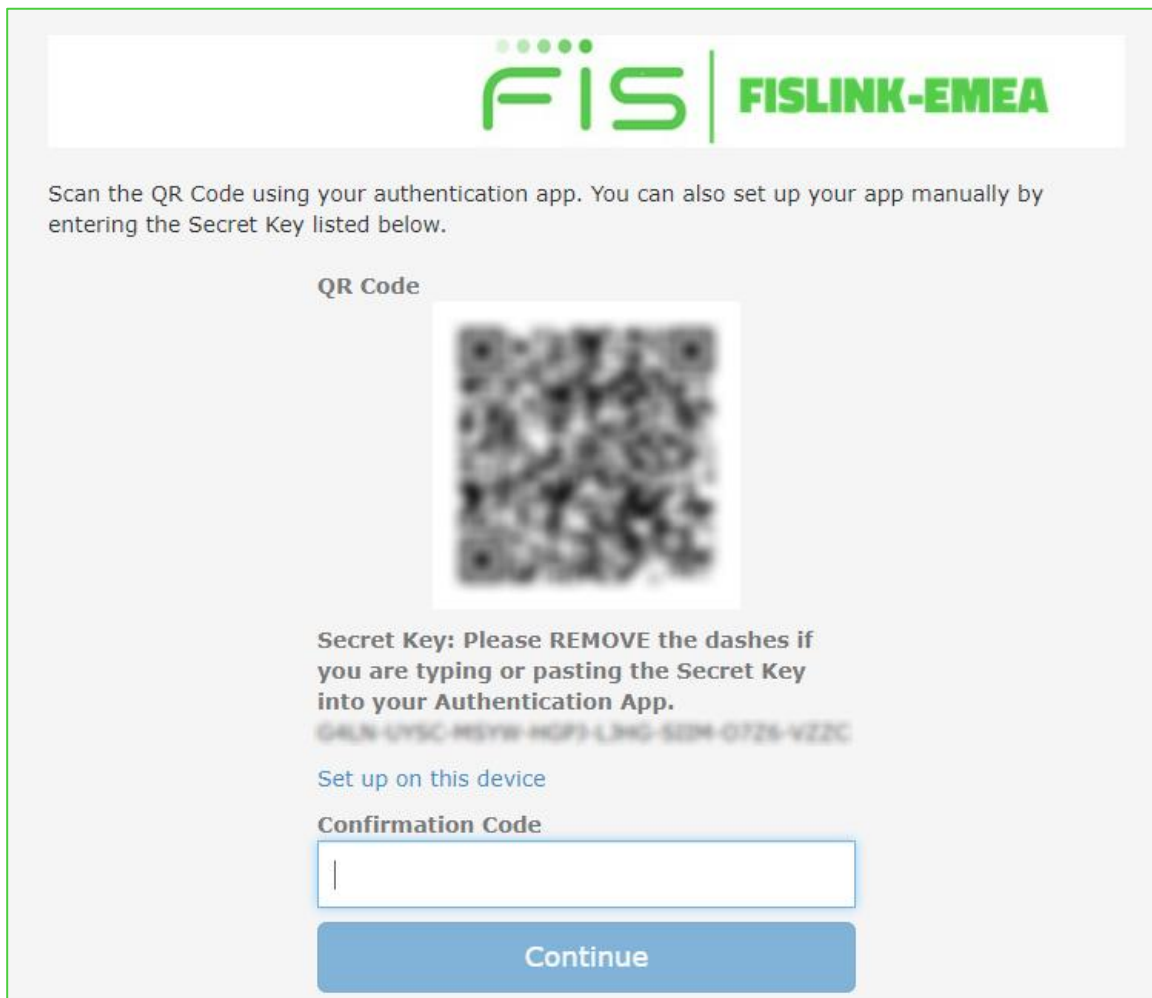 FIS FISLINK-EMEA
Scan the QR Code using your authentication app. You can also set up your app manually by
entering the Secret Key listed below.
QR Code
Secret Key: Please REMOVE the dashes if
you are typing or pasting the Secret Key
into your Authentication App.
Set up on this device
Confirmation Code
Continue